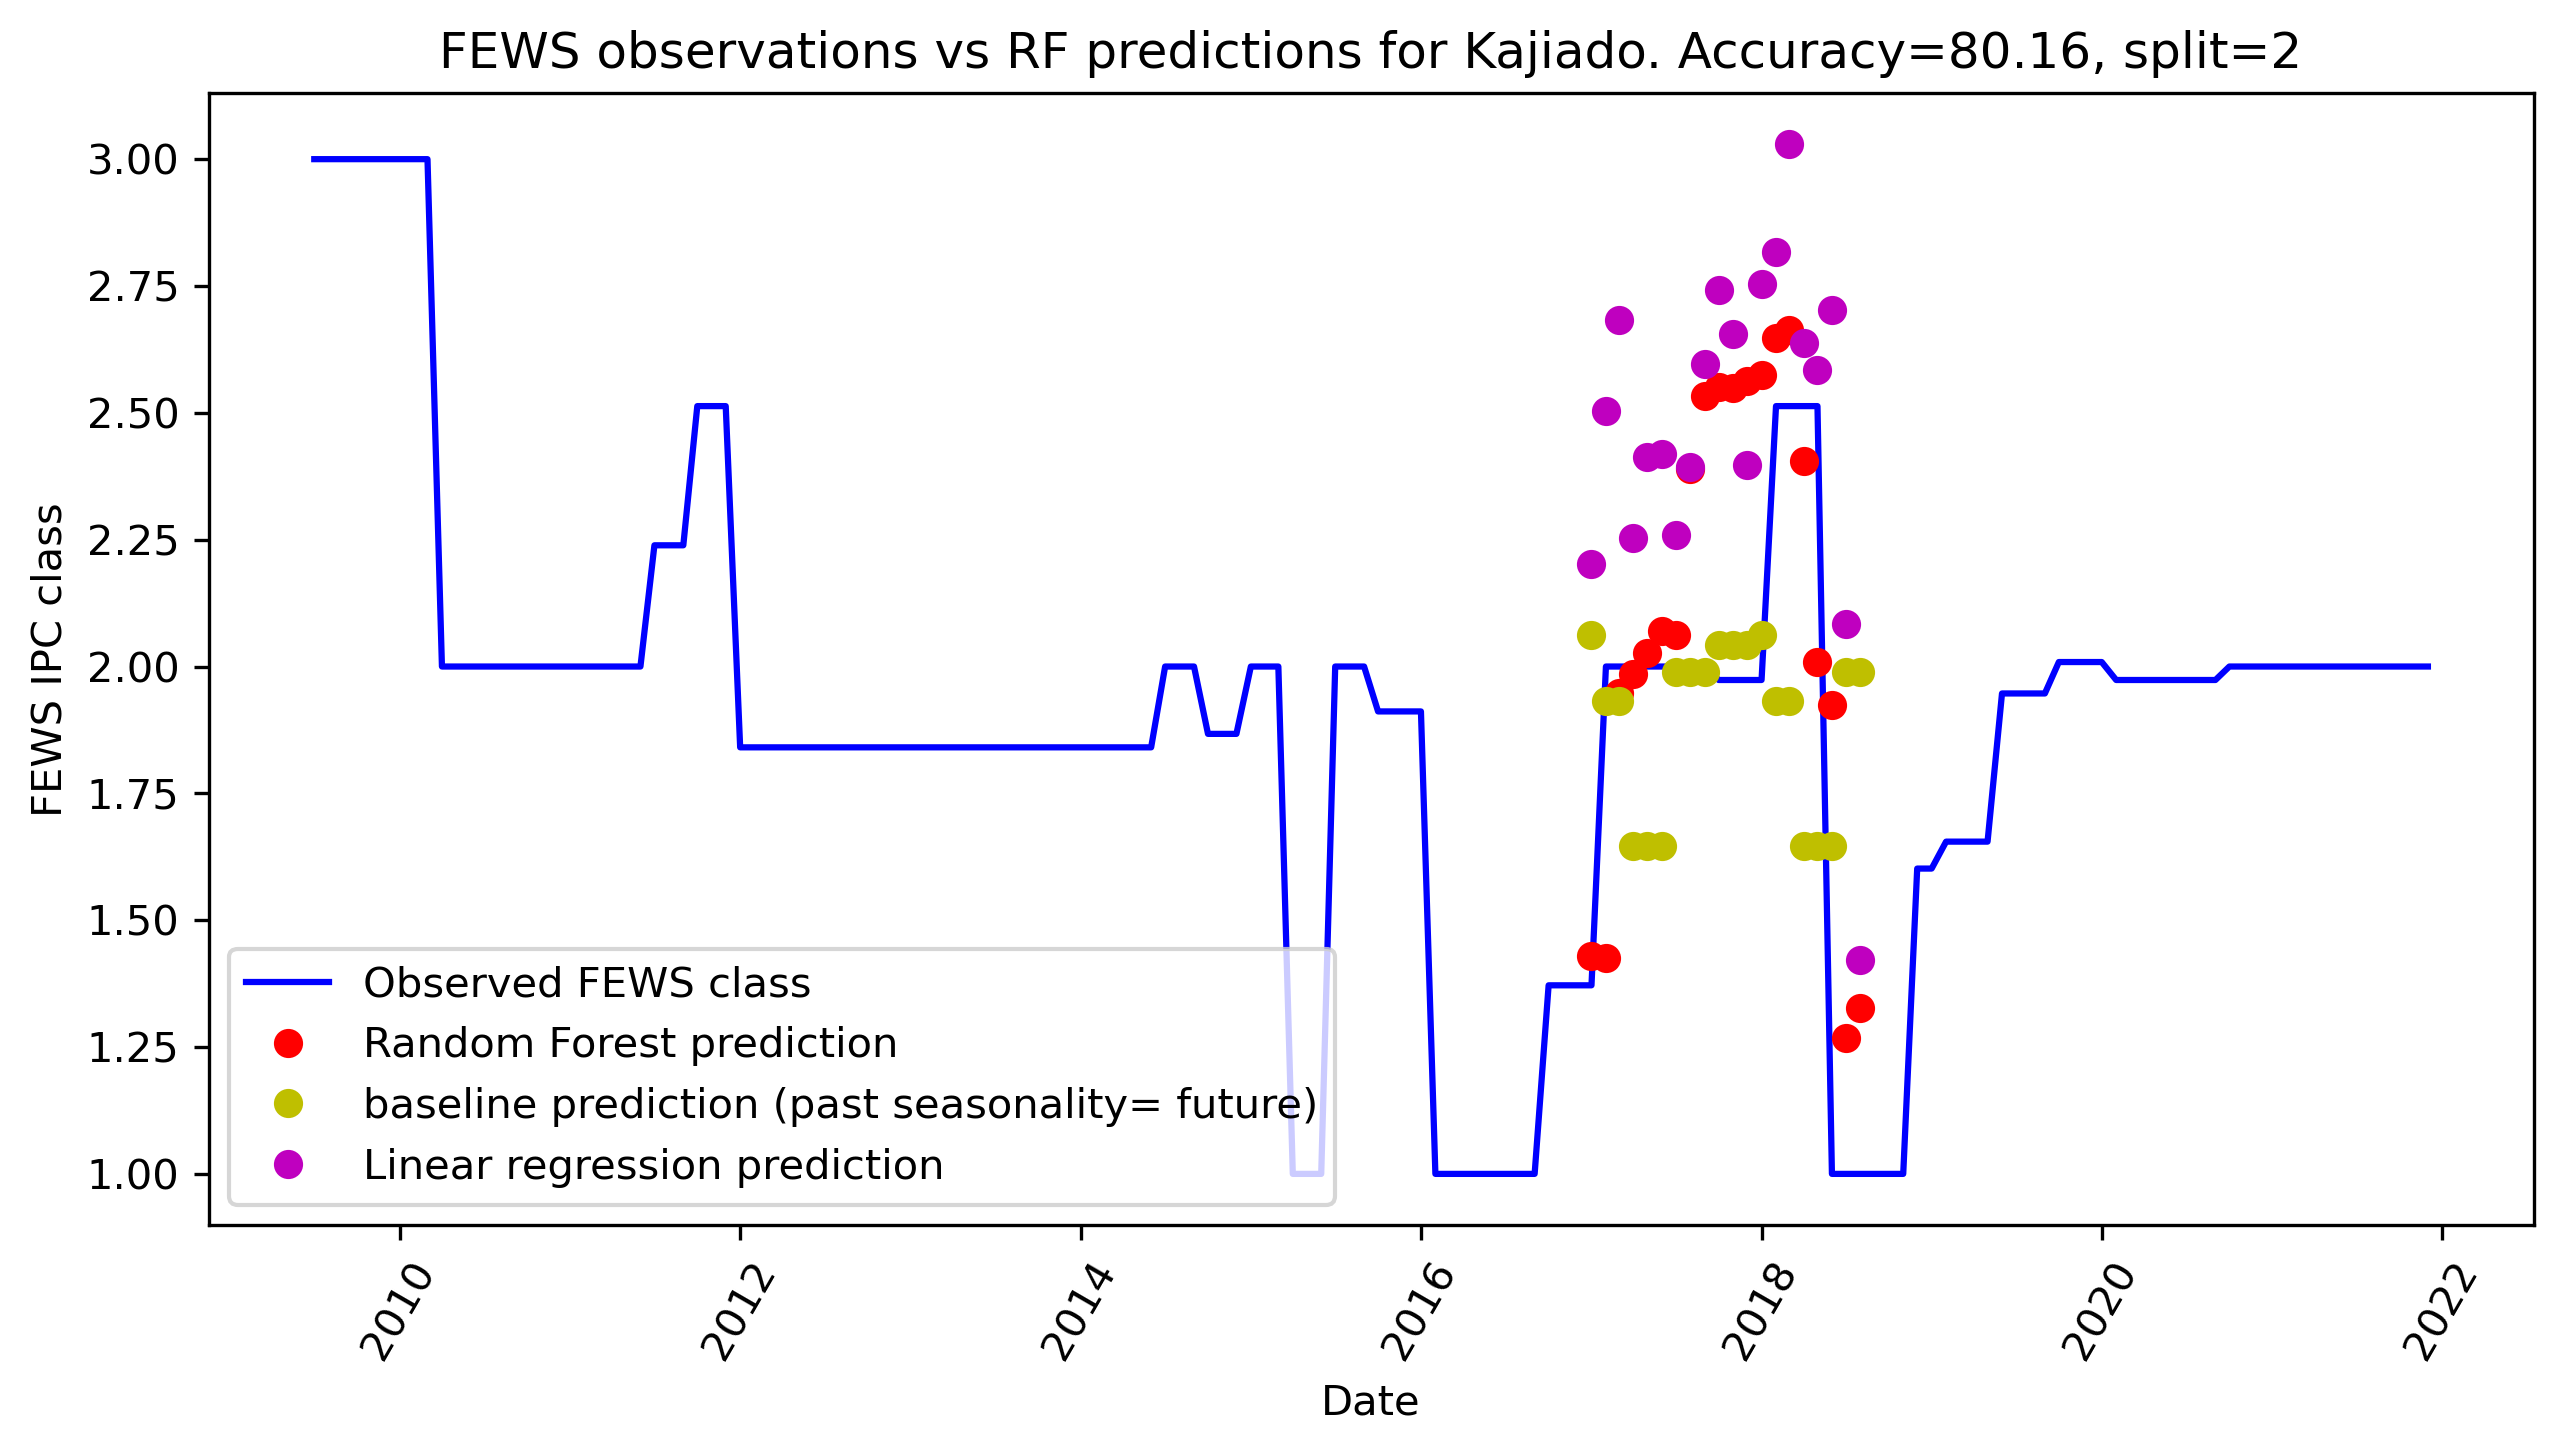 FEWS observations vs RF predictions for Kajiado. Accuracy=80.16, split=2
FEWS IPC class
3.00
2.75
2.50
2.25
2.00
1.75
1.50
1.25
1.00
Observed FEWS class
Random Forest prediction
baseline prediction (past seasonality= future)
Linear regression prediction
2010
2012
2014
2016
2018
2020
2022
Date